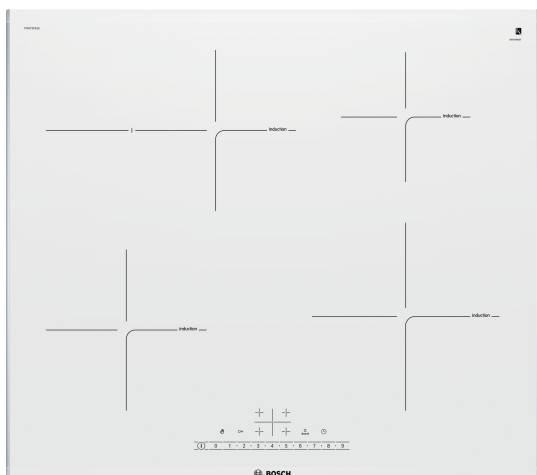 induction
induction
induction
induction
0 1 · 2 · 3 · 4 · 5 · 6 · 7 · 8 · 9
BOSCH